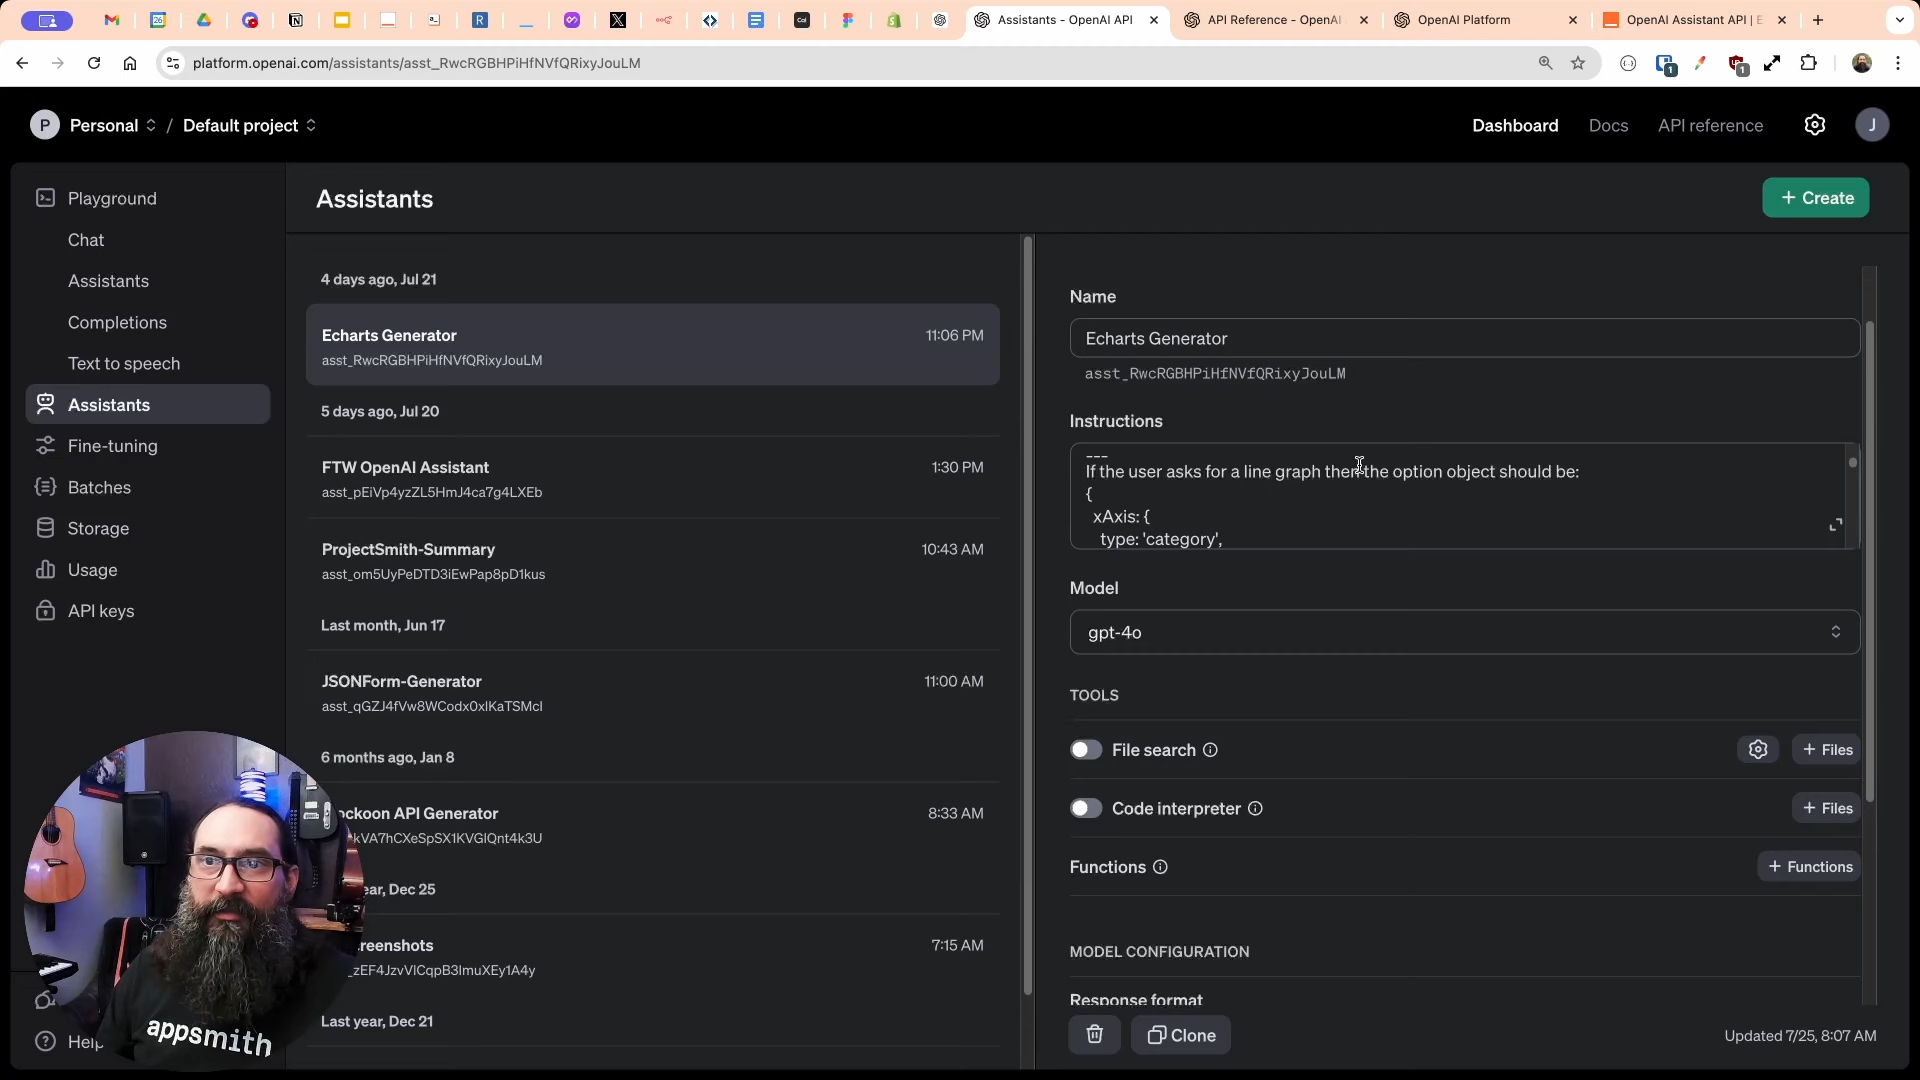 Assistants - OpenAI API
API Reference - OpenAI
OpenAI Platform
OpenAI Assistant API | E
platform.openai.com/assistants/asst_RwcRGBHPiHfNVfQRixyJouLM
P Personal / Default project
Dashboard
Docs
API reference
J
Playground
Chat
Assistants
Completions
Text to speech
Assistants
Fine-tuning
Batches
Storage
Usage
API keys
Help
Assistants
+ Create
4 days ago, Jul 21
Echarts Generator 11:06 PM
asst_RwcRGBHPiHfNVfQRixyJouLM
5 days ago, Jul 20
FTW OpenAI Assistant 1:30 PM
asst_pEiVp4yzZL5HmJ4ca7g4LXEb
ProjectSmith-Summary 10:43 AM
asst_om5UyPeDTD3iEwPap8pD1kus
Last month, Jun 17
JSONForm-Generator 11:00 AM
asst_qGZJ4fVw8WCodx0xIKaTSMcI
6 months ago, Jan 8
ockoon API Generator 8:33 AM
kVA7hCXeSpSX1KVGlQnt4k3U
ear, Dec 25
reenshots 7:15 AM
_zEF4JzvVICqpB3ImuXEy1A4y
Last year, Dec 21
Name
Echarts Generator
asst_RwcRGBHPiHfNVfQRixyJouLM
Instructions
---
If the user asks for a line graph then the option object should be:
{
xAxis: {
type: 'category',
Model
gpt-4o
TOOLS
File search
+ Files
Code interpreter
+ Files
Functions
+ Functions
MODEL CONFIGURATION
Response format
Clone
Updated 7/25, 8:07 AM
appsmith